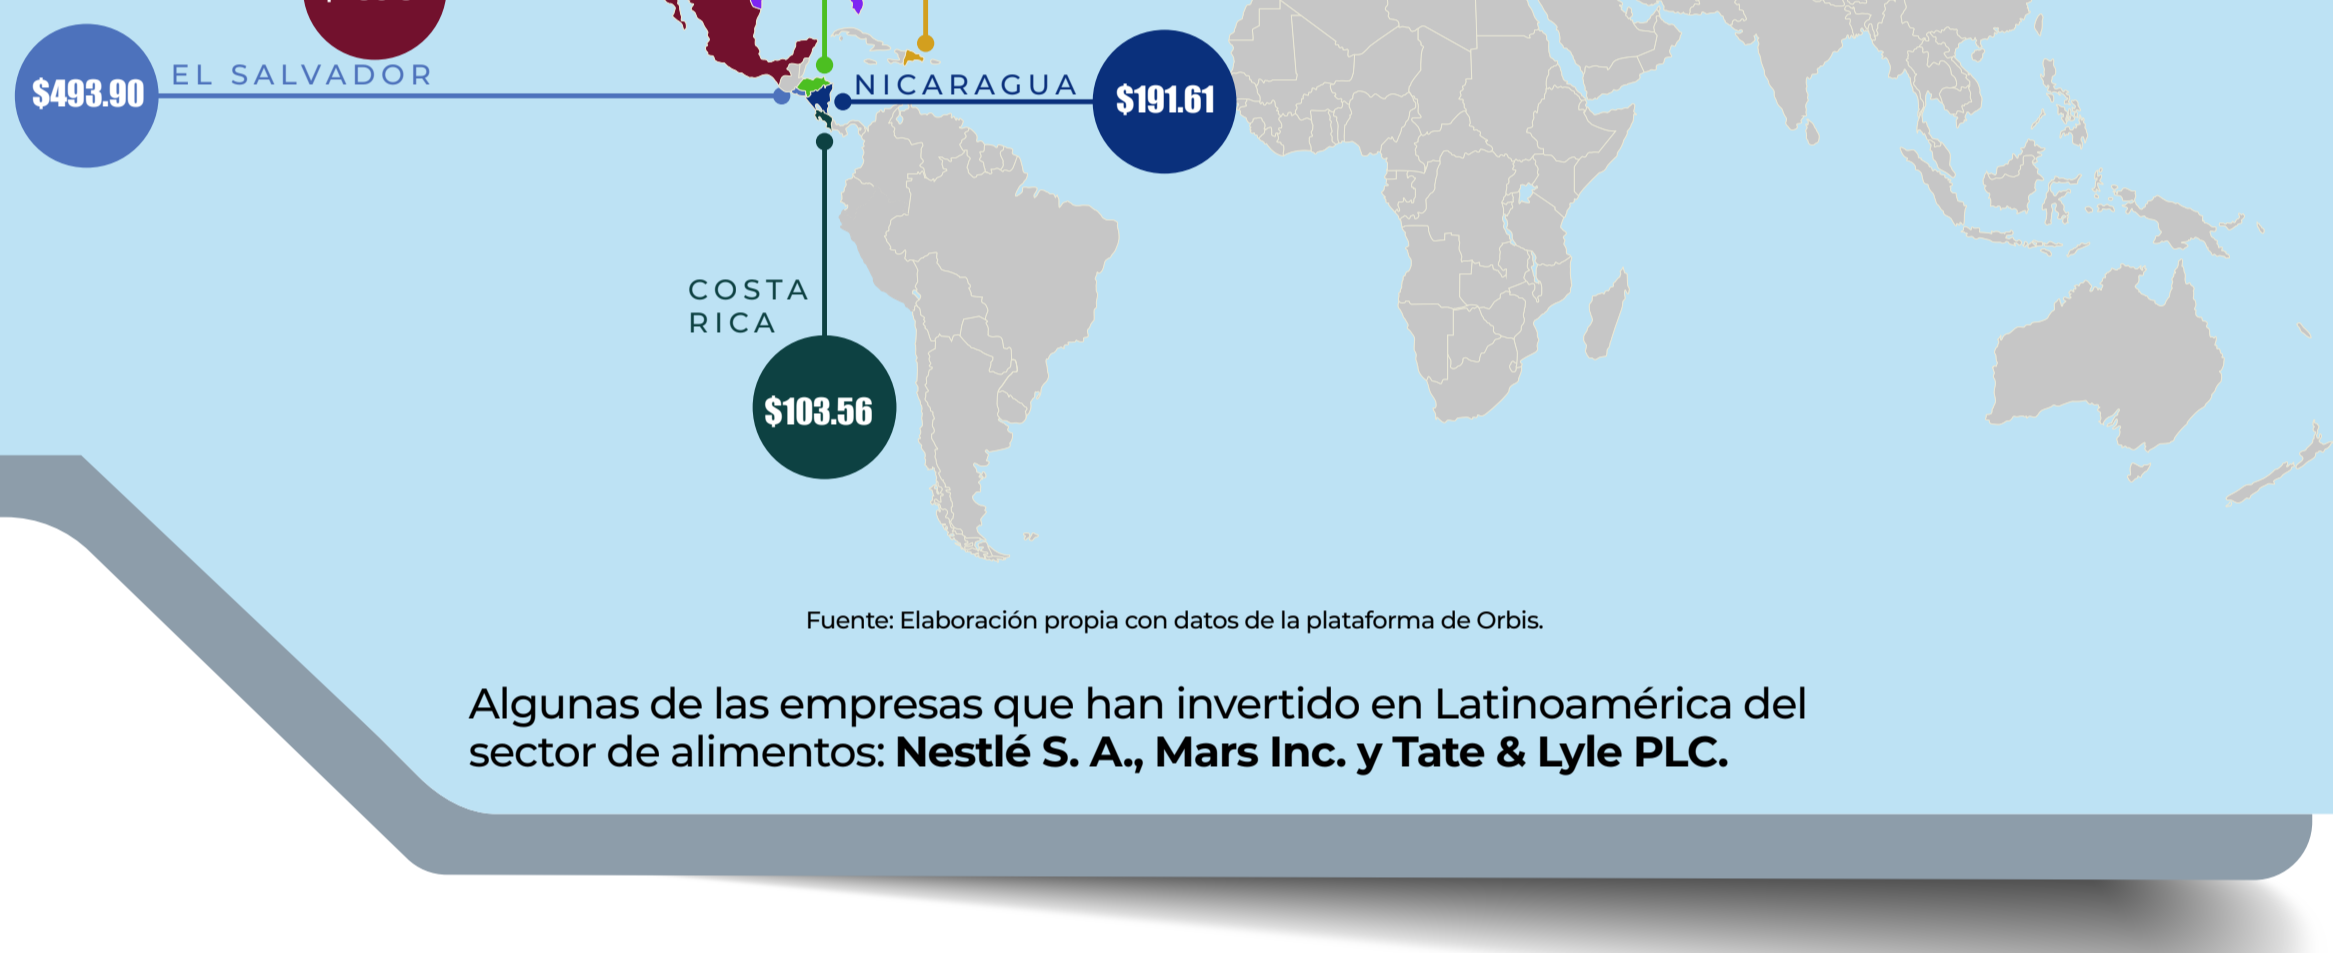 EL SALVADOR
$493.90
NICARAGUA
$191.61
COSTA
RICA
$103.56
Fuente: Elaboración propia con datos de la plataforma de Orbis.
Algunas de las empresas que han invertido en Latinoamérica del
sector de alimentos: Nestlé S. A., Mars Inc. y Tate & Lyle PLC.